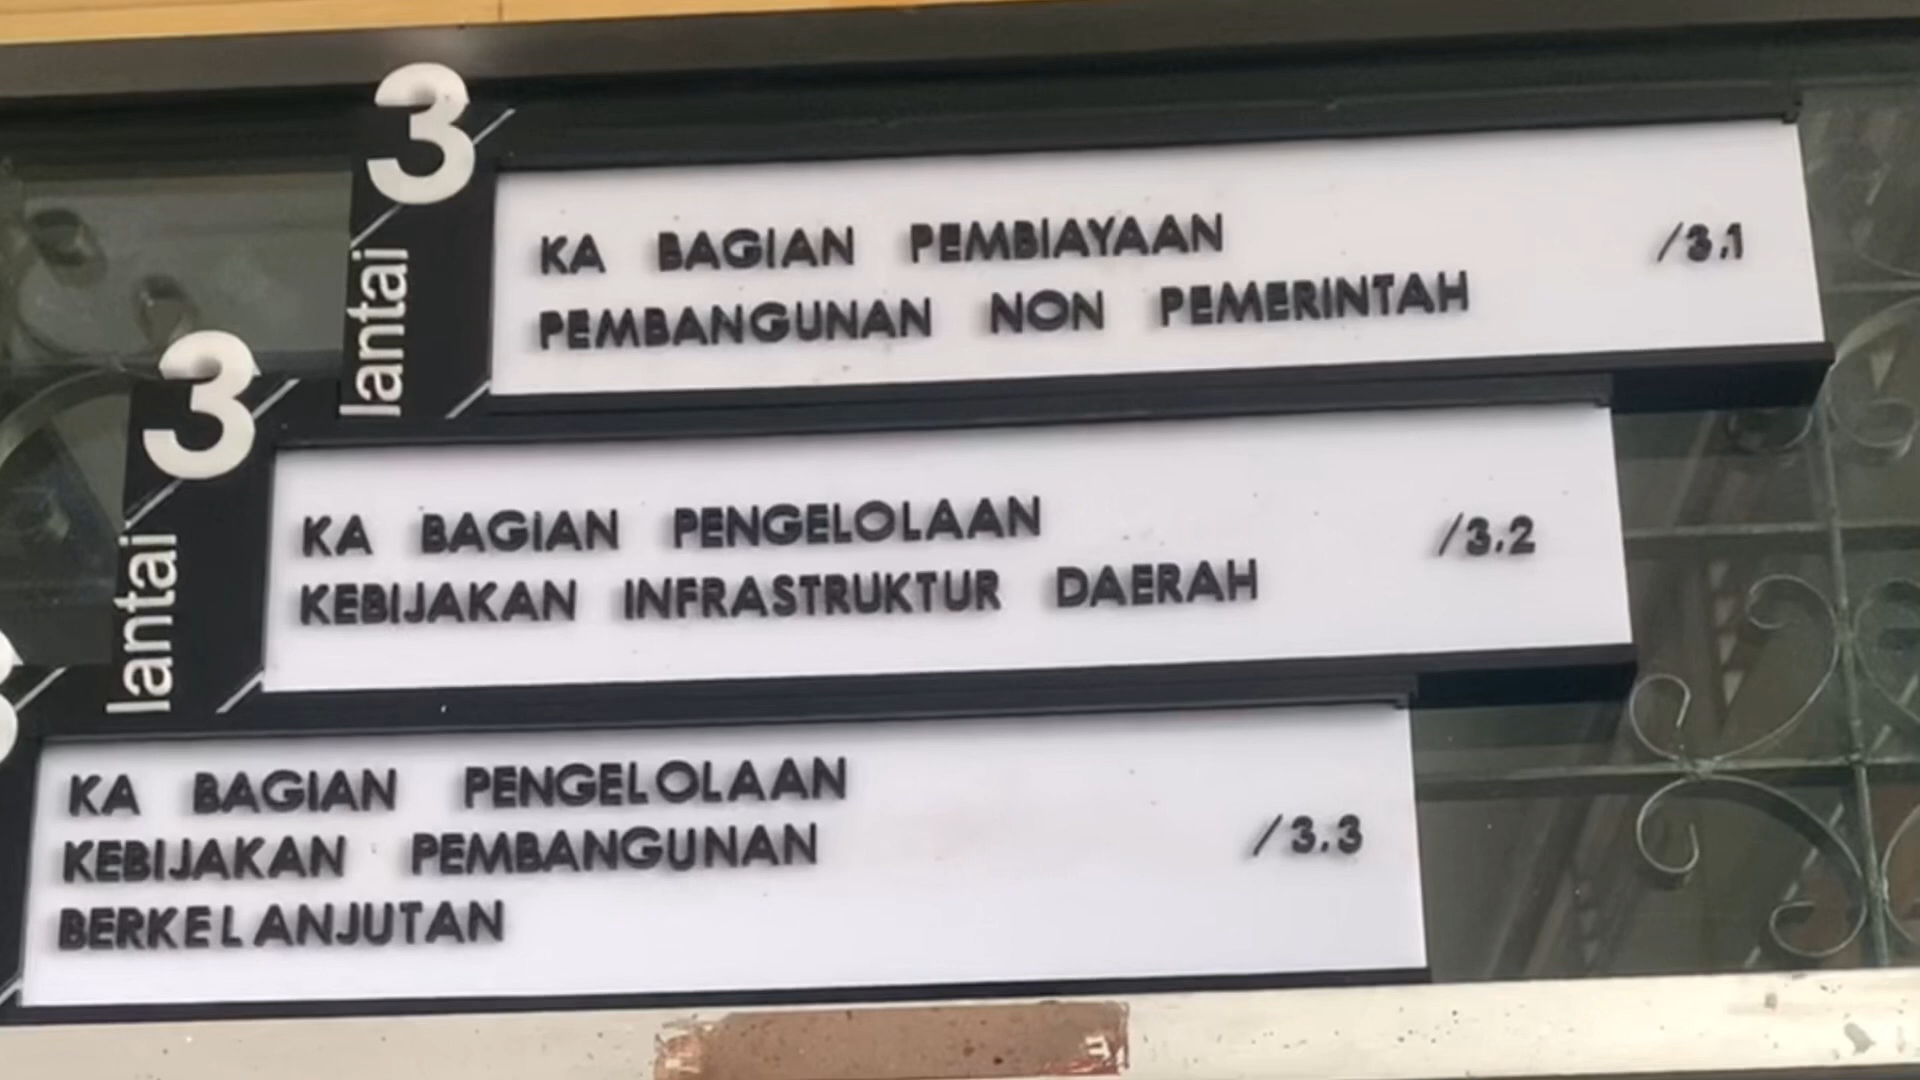 3
lantai
KA BAGIAN PEMBIAYAAN
PEMBANGUNAN NON PEMERINTAH
/3.1
3
lantai
KA BAGIAN PENGELOLAAN
KEBIJAKAN INFRASTRUKTUR DAERAH
/3.2
KA BAGIAN PENGELOLAAN
KEBIJAKAN PEMBANGUNAN
BERKELANJUTAN
/3.3